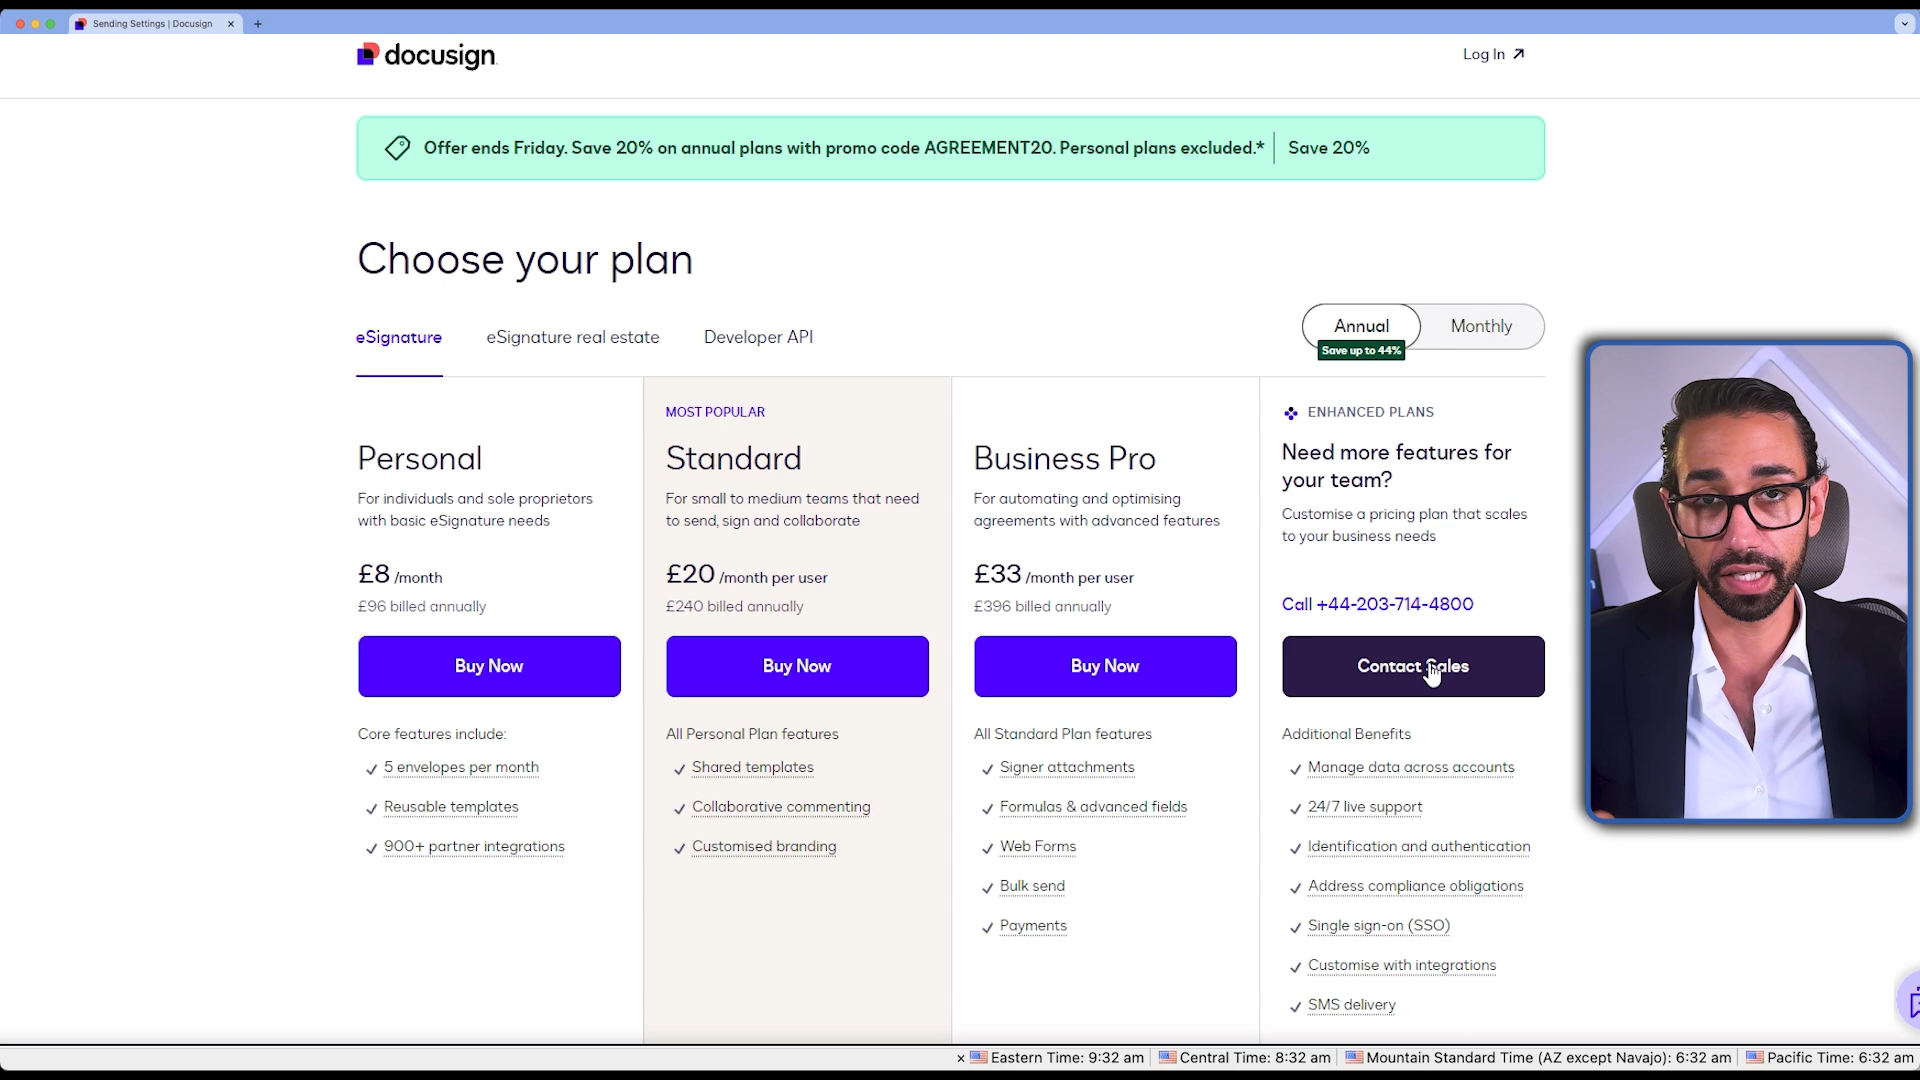 Sending Settings | Docusign
docusign
Log In
Offer ends Friday. Save 20% on annual plans with promo code AGREEMENT20. Personal plans excluded.* Save 20%
Choose your plan
eSignature
eSignature real estate
Developer API
Annual
Monthly
Save up to 44%
Personal
For individuals and sole proprietors
with basic eSignature needs
£8 /month
£96 billed annually
Buy Now
Core features include:
5 envelopes per month
Reusable templates
900+ partner integrations
MOST POPULAR
Standard
For small to medium teams that need
to send, sign and collaborate
£20 /month per user
£240 billed annually
Buy Now
All Personal Plan features
Shared templates
Collaborative commenting
Customised branding
Business Pro
For automating and optimising
agreements with advanced features
£33 /month per user
£396 billed annually
Buy Now
All Standard Plan features
Signer attachments
Formulas & advanced fields
Web Forms
Bulk send
Payments
ENHANCED PLANS
Need more features for
your team?
Customise a pricing plan that scales
to your business needs
Call +44-203-714-4800
Contact Sales
Additional Benefits
Manage data across accounts
24/7 live support
Identification and authentication
Address compliance obligations
Single sign-on (SSO)
Customise with integrations
SMS delivery
Eastern Time: 9:32 am
Central Time: 8:32 am
Mountain Standard Time (AZ except Navajo): 6:32 am
Pacific Time: 6:32 am